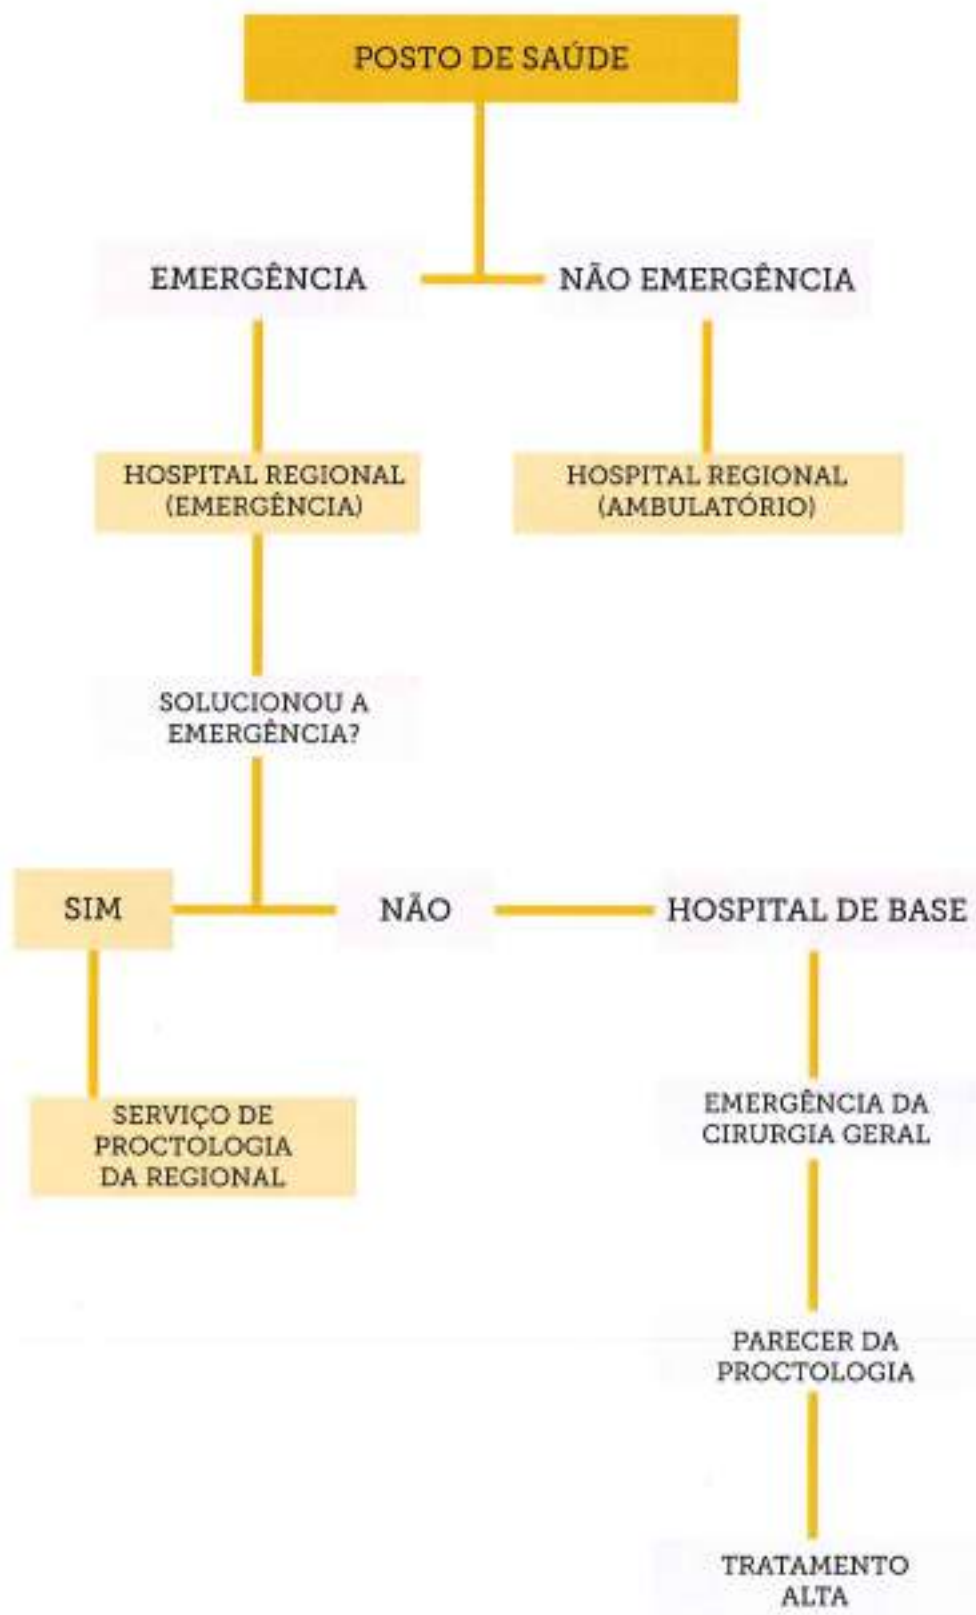 POSTO DE SAÚDE
EMERGÊNCIA
NÃO EMERGÊNCIA
HOSPITAL REGIONAL
(EMERGÊNCIA)
HOSPITAL REGIONAL
(AMBULATÓRIO)
SOLUCIONOU A
EMERGÊNCIA?
SIM
NÃO
HOSPITAL DE BASE
SERVIÇO DE
PROCTOLOGIA
DA REGIONAL
EMERGÊNCIA DA
CIRURGIA GERAL
PARECER DA
PROCTOLOGIA
TRATAMENTO
ALTA